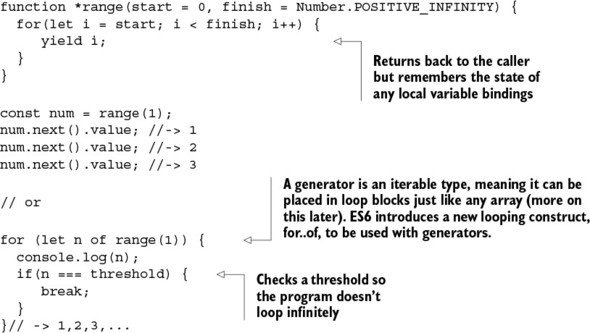 function *range(start = 0, finish = Number.POSITIVE_INFINITY) {
for(let i = start; i < finish; i++) {
yield i;
}
}
Returns back to the caller
but remembers the state of
any local variable bindings
const num = range(1);
num.next().value; //-> 1
num.next().value; //-> 2
num.next().value; //-> 3
// or
A generator is an iterable type, meaning it can be
placed in loop blocks just like any array (more on
this later). ES6 introduces a new looping construct,
for..of, to be used with generators.
for (let n of range(1)) {
console.log(n);
if(n === threshold) {
break;
}
}// -> 1,2,3,...
Checks a threshold so
the program doesn't
loop infinitely